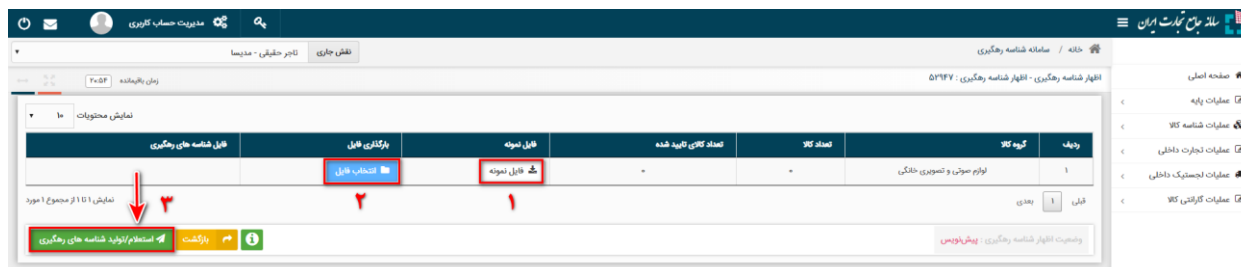 سامانه جامع تجارت ایران
مدیریت حساب کاربری
خانه / سامانه شناسه رهگیری
نقش جاری
تاجر حقیقی - مدیسا
اظهار شناسه رهگیری - اظهار شناسه رهگیری : ۵۲۹۴۷
زمان باقیمانده ۲۰:۵۴
صفحه اصلی
عملیات پایه
عملیات شناسه کالا
عملیات تجارت داخلی
عملیات لجستیک داخلی
عملیات گارانتی کالا
نمایش محتویات ۱۰
ردیف گروه کالا تعداد کالا تعداد کالای تایید شده فایل نمونه بارگذاری فایل فایل شناسه های رهگیری
۱ لوازم صوتی و تصویری خانگی ۰ ۰ فایل نمونه انتخاب فایل
۱ ۲ ۳
قبلی ۱ بعدی
نمایش ۱ تا ۱ از مجموع ۱ مورد
وضعیت اظهار شناسه رهگیری : پیش‌نویس
بازگشت
استعلام/تولید شناسه های رهگیری